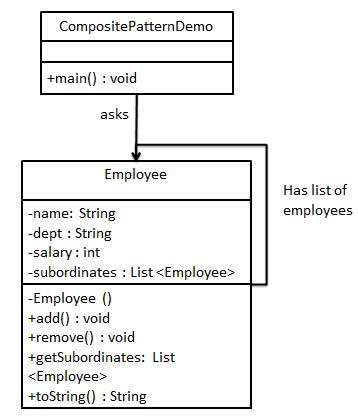 CompositePatternDemo
+main() : void
asks
Employee
Has list of
employees
-name: String
-dept : String
-salary : int
-subordinates : List <Employee>
-Employee ()
+add() : void
+remove() : void
+getSubordinates: List
<Employee>
+toString() : String